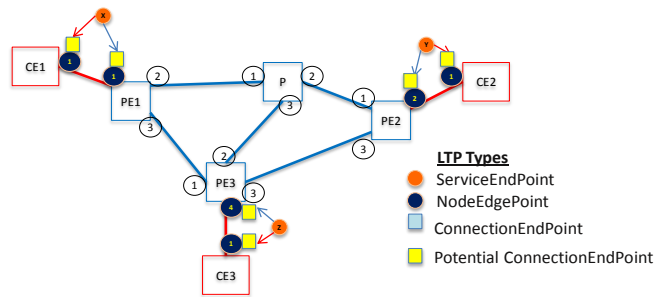 X
Y
CE1
1
1
2
1
P
2
2
1
CE2
PE1
3
3
1
PE2
3
2
1
PE3
3
4
Z
1
CE3
LTP Types
ServiceEndPoint
NodeEdgePoint
ConnectionEndPoint
Potential ConnectionEndPoint